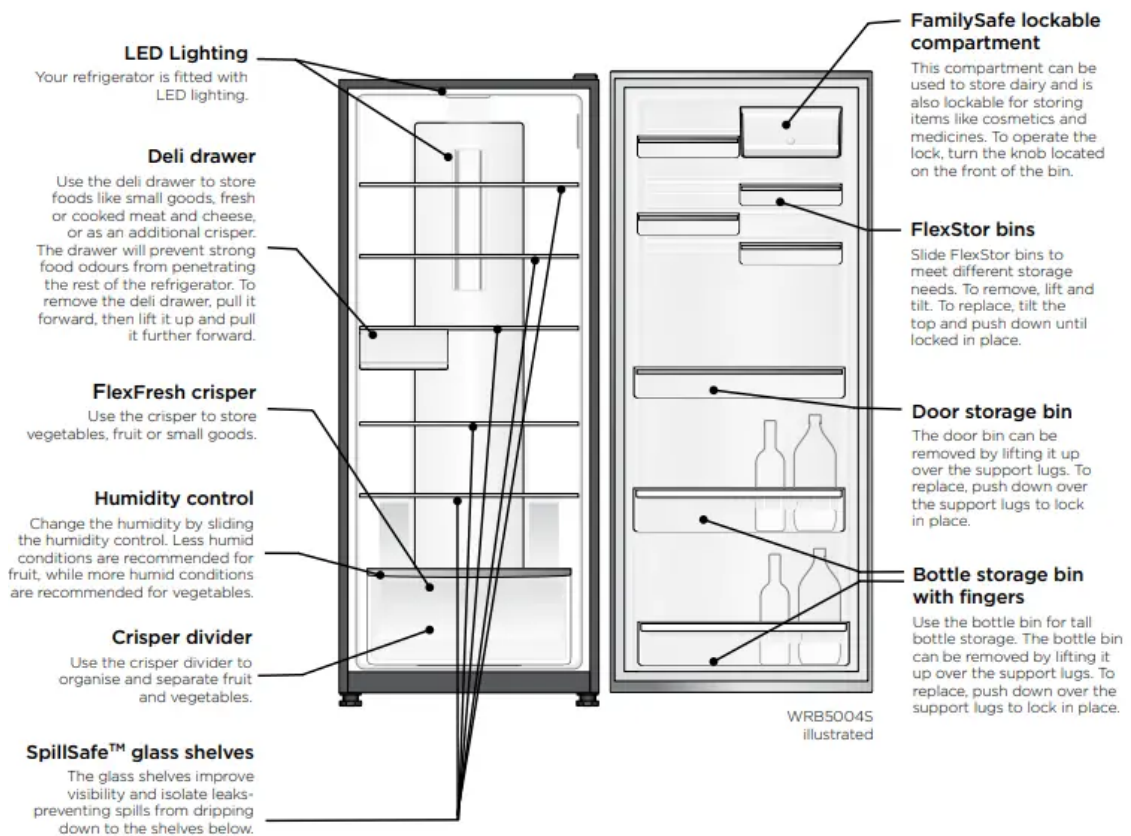 LED Lighting
Your refrigerator is fitted with
LED lighting.
Deli drawer
Use the deli drawer to store
foods like small goods, fresh
or cooked meat and cheese,
or as an additional crisper.
The drawer will prevent strong
food odours from penetrating
the rest of the refrigerator. To
remove the deli drawer, pull it
forward, then lift it up and pull
it further forward.
FlexFresh crisper
Use the crisper to store
vegetables, fruit or small goods.
Humidity control
Change the humidity by sliding
the humidity control. Less humid
conditions are recommended for
fruit, while more humid conditions
are recommended for vegetables.
Crisper divider
Use the crisper divider to
organise and separate fruit
and vegetables.
SpillSafe™ glass shelves
The glass shelves improve
visibility and isolate leaks-
preventing spills from dripping
down to the shelves below.
FamilySafe lockable
compartment
This compartment can be
used to store dairy and is
also lockable for storing
items like cosmetics and
medicines. To operate the
lock, turn the knob located
on the front of the bin.
FlexStor bins
Slide FlexStor bins to
meet different storage
needs. To remove, lift and
tilt. To replace, tilt the
top and push down until
locked in place.
Door storage bin
The door bin can be
removed by lifting it up
over the support lugs. To
replace, push down over
the support lugs to lock
in place.
Bottle storage bin
with fingers
Use the bottle bin for tall
bottle storage. The bottle bin
can be removed by lifting it
up over the support lugs. To
replace, push down over the
support lugs to lock in place.
WRB5004S
illustrated